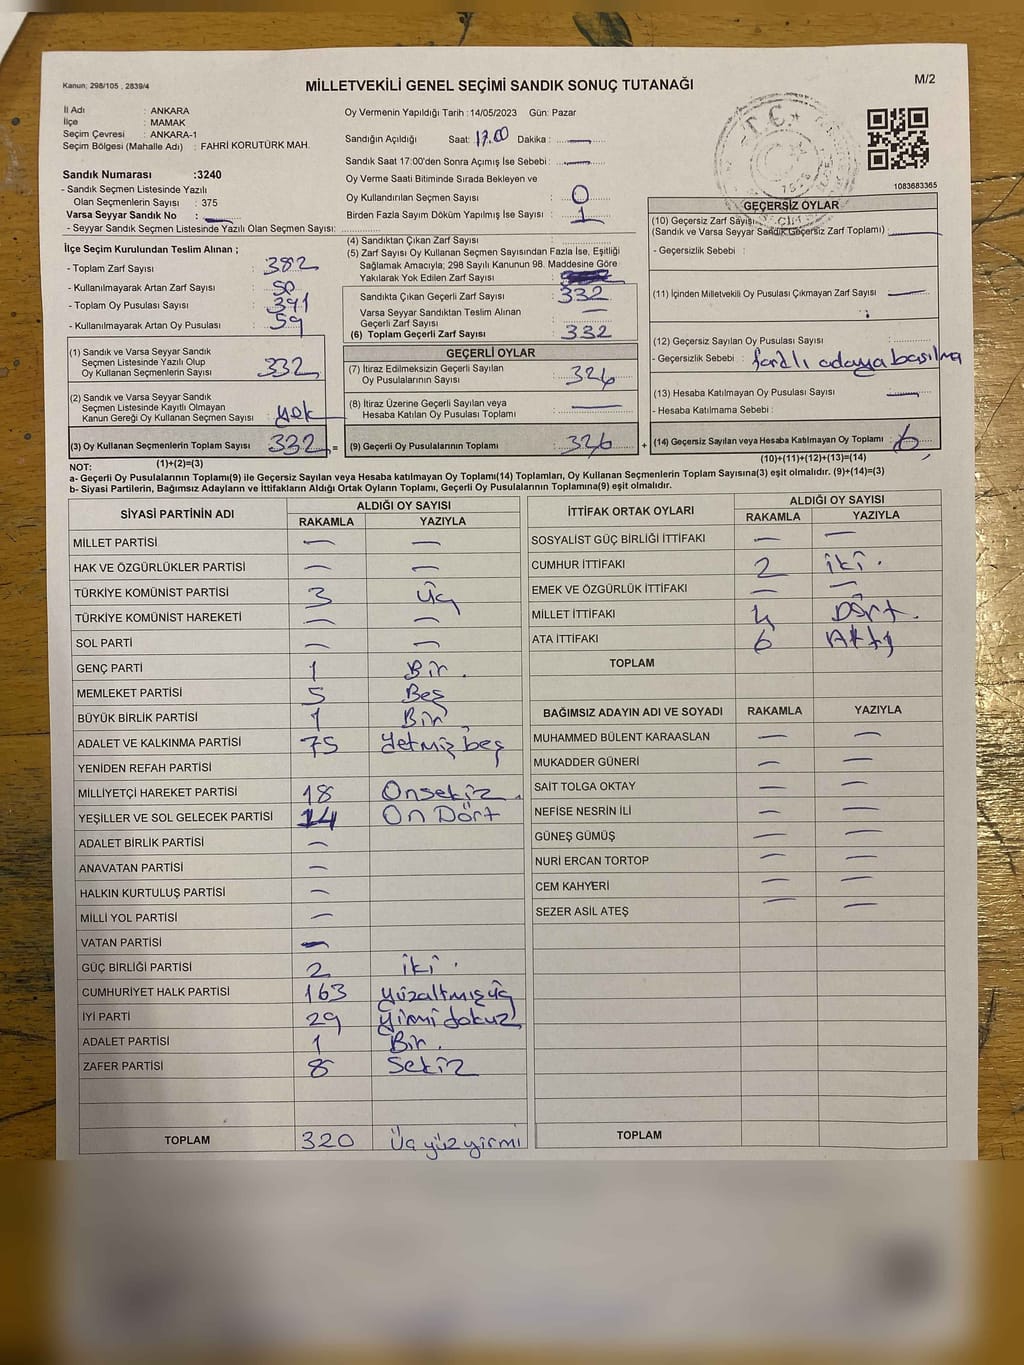 Kanun; 298/105 , 2839/4
MİLLETVEKİLİ GENEL SEÇİMİ SANDIK SONUÇ TUTANAĞI
M/2
İl Adı : ANKARA
İlçe : MAMAK
Seçim Çevresi : ANKARA-1
Seçim Bölgesi (Mahalle Adı) : FAHRİ KORUTÜRK MAH.
Sandık Numarası :3240
- Sandık Seçmen Listesinde Yazılı
Olan Seçmenlerin Sayısı : 375
Varsa Seyyar Sandık No : —
- Seyyar Sandık Seçmen Listesinde Yazılı Olan Seçmen Sayısı:
Oy Vermenin Yapıldığı Tarih :14/05/2023 Gün: Pazar
Sandığın Açıldığı Saat: 17.00 Dakika : —
Sandık Saat 17:00'den Sonra Açımış İse Sebebi : —
Oy Verme Saati Bitiminde Sırada Bekleyen ve
Oy Kullandırılan Seçmen Sayısı : 0
Birden Fazla Sayım Döküm Yapılmış İse Sayısı : 1
1083683365
İlçe Seçim Kurulundan Teslim Alınan ;
- Toplam Zarf Sayısı : 382
- Kullanılmayarak Artan Zarf Sayısı : 50
- Toplam Oy Pusulası Sayısı : 391
- Kullanılmayarak Artan Oy Pusulası : 59
(1) Sandık ve Varsa Seyyar Sandık
Seçmen Listesinde Yazılı Olup
Oy Kullanan Seçmenlerin Sayısı : 332
(2) Sandık ve Varsa Seyyar Sandık
Seçmen Listesinde Kayıtlı Olmayan
Kanun Gereği Oy Kullanan Seçmen Sayısı : yok
(3) Oy Kullanan Seçmenlerin Toplam Sayısı 332 =
(1)+(2)=(3)
(4) Sandıktan Çıkan Zarf Sayısı :
(5) Zarf Sayısı Oy Kullanan Seçmen Sayısından Fazla İse, Eşitliği
Sağlamak Amacıyla; 298 Sayılı Kanunun 98. Maddesine Göre
Yakılarak Yok Edilen Zarf Sayısı :
Sandıkta Çıkan Geçerli Zarf Sayısı : 332
Varsa Seyyar Sandıktan Teslim Alınan
Geçerli Zarf Sayısı : —
(6) Toplam Geçerli Zarf Sayısı : 332
GEÇERLİ OYLAR
(7) İtiraz Edilmeksizin Geçerli Sayılan
Oy Pusulalarının Sayısı : 326
(8) İtiraz Üzerine Geçerli Sayılan veya
Hesaba Katılan Oy Pusulası Toplamı : —
(9) Geçerli Oy Pusulalarının Toplamı : 326 +
GEÇERSİZ OYLAR
(10) Geçersiz Zarf Sayısı
(Sandık ve Varsa Seyyar Sandık Geçersiz Zarf Toplamı) : —
- Geçersizlik Sebebi :
(11) İçinden Milletvekili Oy Pusulası Çıkmayan Zarf Sayısı : —
(12) Geçersiz Sayılan Oy Pusulası Sayısı :
- Geçersizlik Sebebi : farklı adaya basılma
(13) Hesaba Katılmayan Oy Pusulası Sayısı : —
- Hesaba Katılmama Sebebi :
(14) Geçersiz Sayılan veya Hesaba Katılmayan Oy Toplamı : 6
(10)+(11)+(12)+(13)=(14)
NOT:
a- Geçerli Oy Pusulalarının Toplamı(9) ile Geçersiz Sayılan veya Hesaba katılmayan Oy Toplamı(14) Toplamları, Oy Kullanan Seçmenlerin Toplam Sayısına(3) eşit olmalıdır. (9)+(14)=(3)
b- Siyasi Partilerin, Bağımsız Adayların ve İttifakların Aldığı Oy Ortak Oyların Toplamı, Geçerli Oy Pusulalarının Toplamına(9) eşit olmalıdır.
SİYASİ PARTİNİN ADI ALDIĞI OY SAYISI
RAKAMLA YAZIYLA
MİLLET PARTİSİ — —
HAK VE ÖZGÜRLÜKLER PARTİSİ — —
TÜRKİYE KOMÜNİST PARTİSİ 3 Üç
TÜRKİYE KOMÜNİST HAREKETİ — —
SOL PARTİ — —
GENÇ PARTİ 1 Bir.
MEMLEKET PARTİSİ 5 Beş
BÜYÜK BİRLİK PARTİSİ 1 Bir
ADALET VE KALKINMA PARTİSİ 75 Yetmiş beş
YENİDEN REFAH PARTİSİ
MİLLİYETÇİ HAREKET PARTİSİ 18 Onsekiz.
YEŞİLLER VE SOL GELECEK PARTİSİ 14 On Dört
ADALET BİRLİK PARTİSİ —
ANAVATAN PARTİSİ —
HALKIN KURTULUŞ PARTİSİ —
MİLLİ YOL PARTİSİ —
VATAN PARTİSİ —
GÜÇ BİRLİĞİ PARTİSİ 2 iki.
CUMHURİYET HALK PARTİSİ 163 yüzaltmışüç
İYİ PARTİ 29 yirmidokuz
ADALET PARTİSİ 1 Bir.
ZAFER PARTİSİ 8 Sekiz
TOPLAM 320 Üçyüzyirmi
İTTİFAK ORTAK OYLARI ALDIĞI OY SAYISI
RAKAMLA YAZIYLA
SOSYALİST GÜÇ BİRLİĞİ İTTİFAKI — —
CUMHUR İTTİFAKI 2 iki.
EMEK VE ÖZGÜRLÜK İTTİFAKI — —
MİLLET İTTİFAKI 4 Dört.
ATA İTTİFAKI 6 Altı
TOPLAM
BAĞIMSIZ ADAYIN ADI VE SOYADI RAKAMLA YAZIYLA
MUHAMMED BÜLENT KARAASLAN — —
MUKADDER GÜNERİ — —
SAİT TOLGA OKTAY — —
NEFİSE NESRİN İLİ — —
GÜNEŞ GÜMÜŞ — —
NURİ ERCAN TORTOP — —
CEM KAHYERİ — —
SEZER ASİL ATEŞ — —
TOPLAM